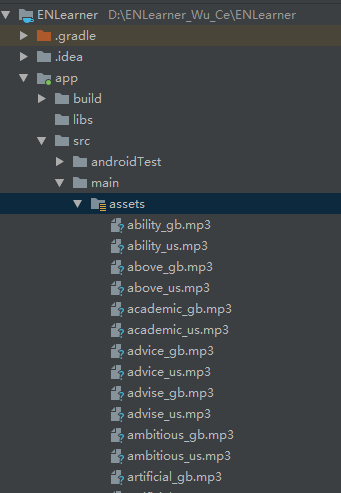 ENLearner D:\ENLearner_Wu_Ce\ENLearner
.gradle
.idea
app
build
libs
src
androidTest
main
assets
ability_gb.mp3
ability_us.mp3
above_gb.mp3
above_us.mp3
academic_gb.mp3
academic_us.mp3
advice_gb.mp3
advice_us.mp3
advise_gb.mp3
advise_us.mp3
ambitious_gb.mp3
ambitious_us.mp3
artificial_gb.mp3